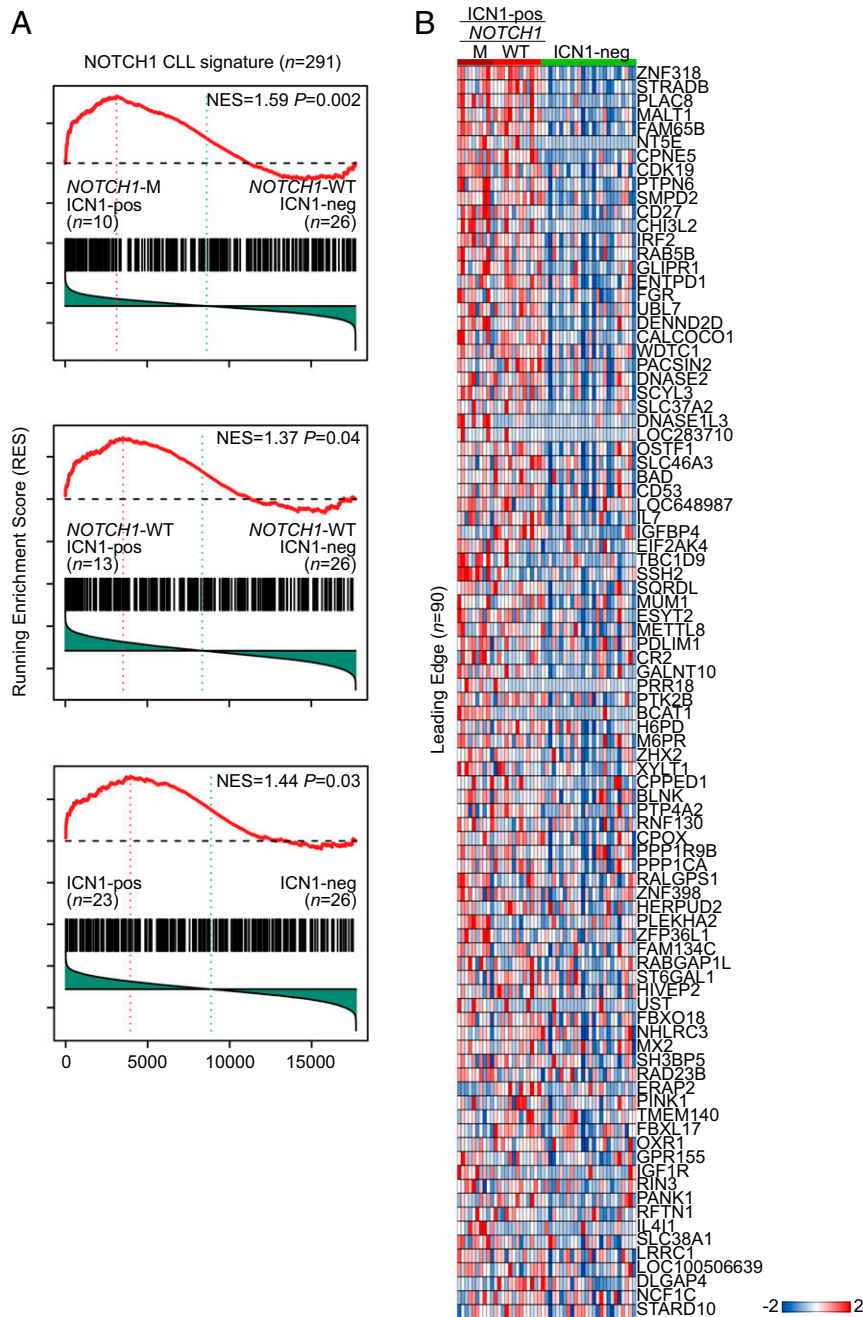 A
NOTCH1 CLL signature (n=291)
Running Enrichment Score (RES)
NES=1.59 P=0.002
NOTCH1-M
ICN1-pos
(n=10)
NOTCH1-WT
ICN1-neg
(n=26)
NES=1.37 P=0.04
NOTCH1-WT
ICN1-pos
(n=13)
NOTCH1-WT
ICN1-neg
(n=26)
NES=1.44 P=0.03
ICN1-pos
(n=23)
ICN1-neg
(n=26)
0 5000 10000 15000
B
ICN1-pos
NOTCH1
M WT ICN1-neg
Leading Edge (n=90)
ZNF318
STRADB
PLAC8
MALT1
FAM65B
NT5E
CPNE5
CDK19
PTPN6
SMPD2
CD27
CHI3L2
IRF2
RAB5B
GLIPR1
ENTPD1
FGR
UBL7
DENND2D
CALCOCO1
WDTC1
PACSIN2
DNASE2
SCYL3
SLC37A2
DNASE1L3
LOC283710
OSTF1
SLC46A3
BAD
CD53
LOC648987
IL7
IGFBP4
EIF2AK4
TBC1D9
SSH2
SQRDL
MUM1
ESYT2
METTL8
PDLIM1
CR2
GALNT10
PRR18
PTK2B
BCAT1
H6PD
M6PR
ZHX2
XYLT1
CPPED1
BLNK
PTP4A2
RNF130
CPOX
PPP1R9B
PPP1CA
RALGPS1
ZNF398
HERPUD2
PLEKHA2
ZFP36L1
FAM134C
RABGAP1L
ST6GAL1
HIVEP2
UST
FBXO18
NHLRC3
MX2
SH3BP5
RAD23B
ERAP2
PINK1
TMEM140
FBXL17
OXR1
GPR155
IGF1R
RIN3
PANK1
RFTN1
IL4I1
SLC38A1
LRRC1
LOC100506639
DLGAP4
NCF1C
STARD10
-2 2